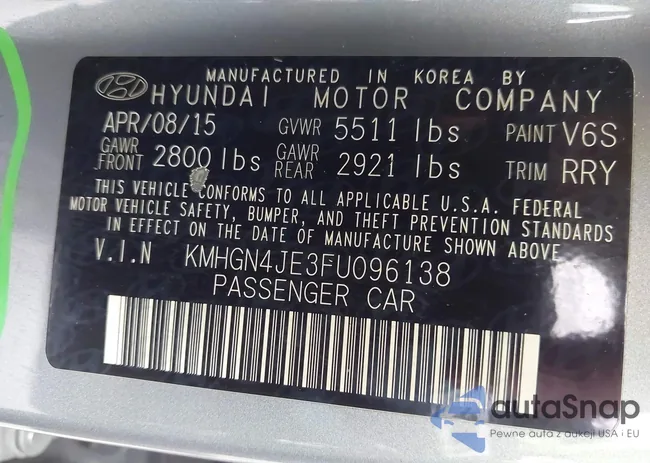 MANUFACTURED IN KOREA BY
HYUNDAI MOTOR COMPANY
APR/08/15 GVWR 5511 lbs PAINT V6S
GAWR FRONT 2800 lbs GAWR REAR 2921 lbs TRIM RRY
THIS VEHICLE CONFORMS TO ALL APPLICABLE U.S.A. FEDERAL
MOTOR VEHICLE SAFETY, BUMPER, AND THEFT PREVENTION STANDARDS
IN EFFECT ON THE DATE OF MANUFACTURE SHOWN ABOVE.
V.I.N KMHGN4JE3FU096138
PASSENGER CAR
autoSnap
Pewne auta z aukcji USA i EU